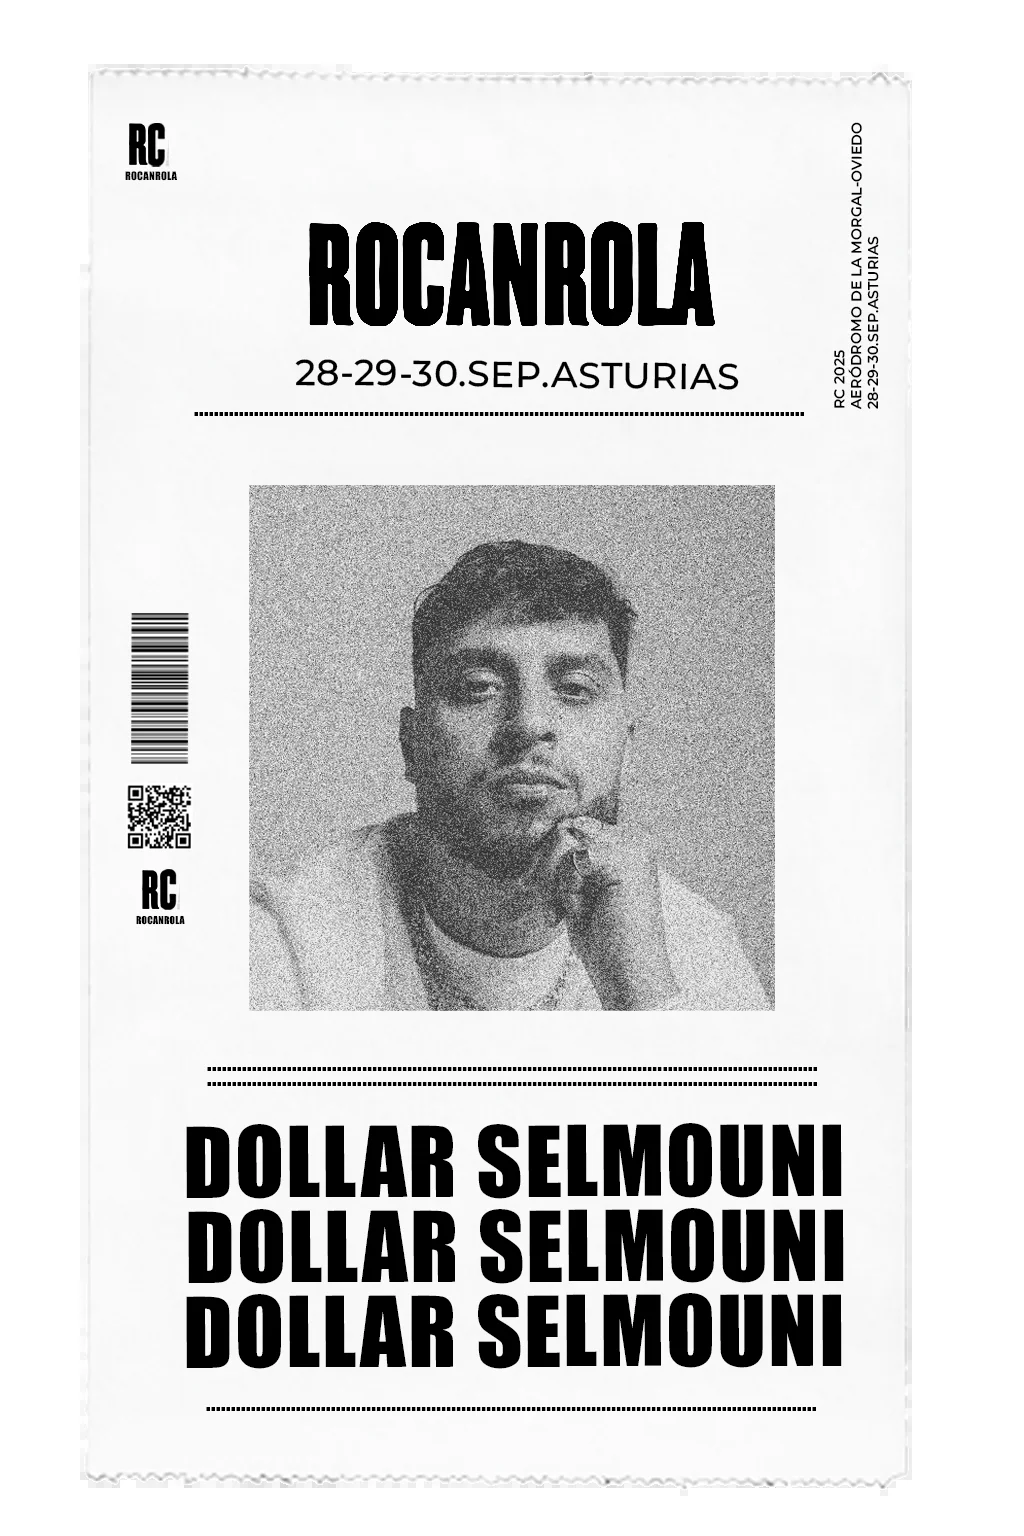 RC
ROCANROLA
ROCANROLA
28-29-30.SEP.ASTURIAS
RC 2025
AERÓDROMO DE LA MORGAL-OVIEDO
28-29-30.SEP.ASTURIAS
RC
ROCANROLA
DOLLAR SELMOUNI
DOLLAR SELMOUNI
DOLLAR SELMOUNI